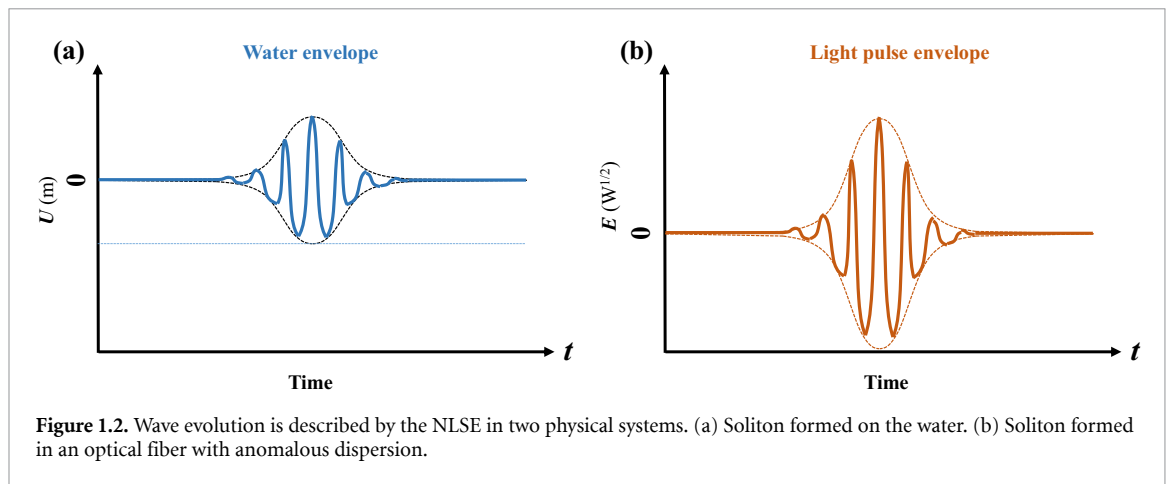 (a)
Water envelope
U (m)
0
t
Time
(b)
Light pulse envelope
E (W1/2)
0
t
Time
Figure 1.2. Wave evolution is described by the NLSE in two physical systems. (a) Soliton formed on the water. (b) Soliton formed
in an optical fiber with anomalous dispersion.